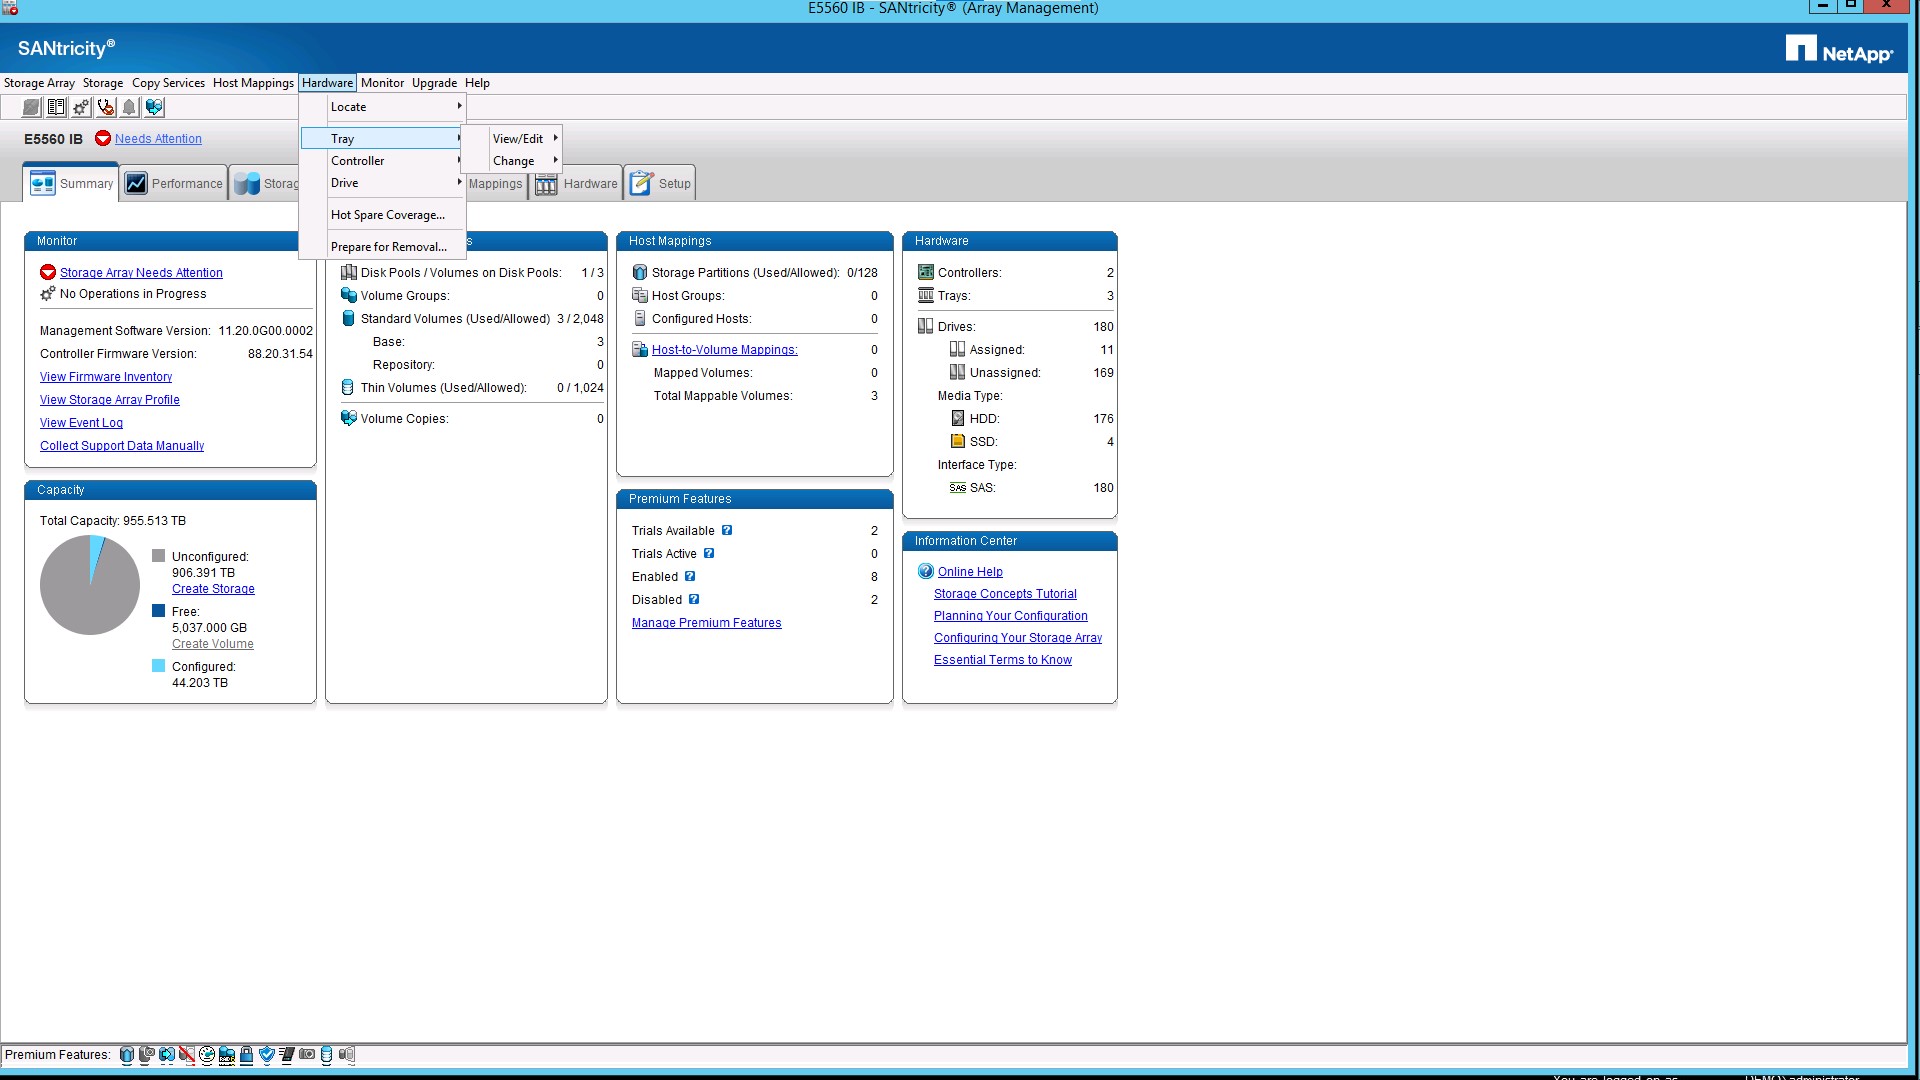 E5560 IB - SANtricity® (Array Management)
SANtricity®
NetApp
Storage Array Storage Copy Services Host Mappings Hardware Monitor Upgrade Help
Locate
E5560 IB Needs Attention
Tray
View/Edit
Controller
Change
Drive
Hot Spare Coverage...
Prepare for Removal...
Summary Performance Storag Mappings Hardware Setup
Monitor
Storage Array Needs Attention
No Operations in Progress
Management Software Version: 11.20.0G00.0002
Controller Firmware Version: 88.20.31.54
View Firmware Inventory
View Storage Array Profile
View Event Log
Collect Support Data Manually
Capacity
Total Capacity: 955.513 TB
Unconfigured:
906.391 TB
Create Storage
Free:
5,037.000 GB
Create Volume
Configured:
44.203 TB
Disk Pools / Volumes on Disk Pools: 1 / 3
Volume Groups: 0
Standard Volumes (Used/Allowed) 3 / 2,048
Base: 3
Repository: 0
Thin Volumes (Used/Allowed): 0 / 1,024
Volume Copies: 0
Host Mappings
Storage Partitions (Used/Allowed): 0/128
Host Groups: 0
Configured Hosts: 0
Host-to-Volume Mappings: 0
Mapped Volumes: 0
Total Mappable Volumes: 3
Premium Features
Trials Available ? 2
Trials Active ? 0
Enabled ? 8
Disabled ? 2
Manage Premium Features
Hardware
Controllers: 2
Trays: 3
Drives: 180
Assigned: 11
Unassigned: 169
Media Type:
HDD: 176
SSD: 4
Interface Type:
SAS SAS: 180
Information Center
? Online Help
Storage Concepts Tutorial
Planning Your Configuration
Configuring Your Storage Array
Essential Terms to Know
Premium Features:
You are logged on as DEMO\administrator